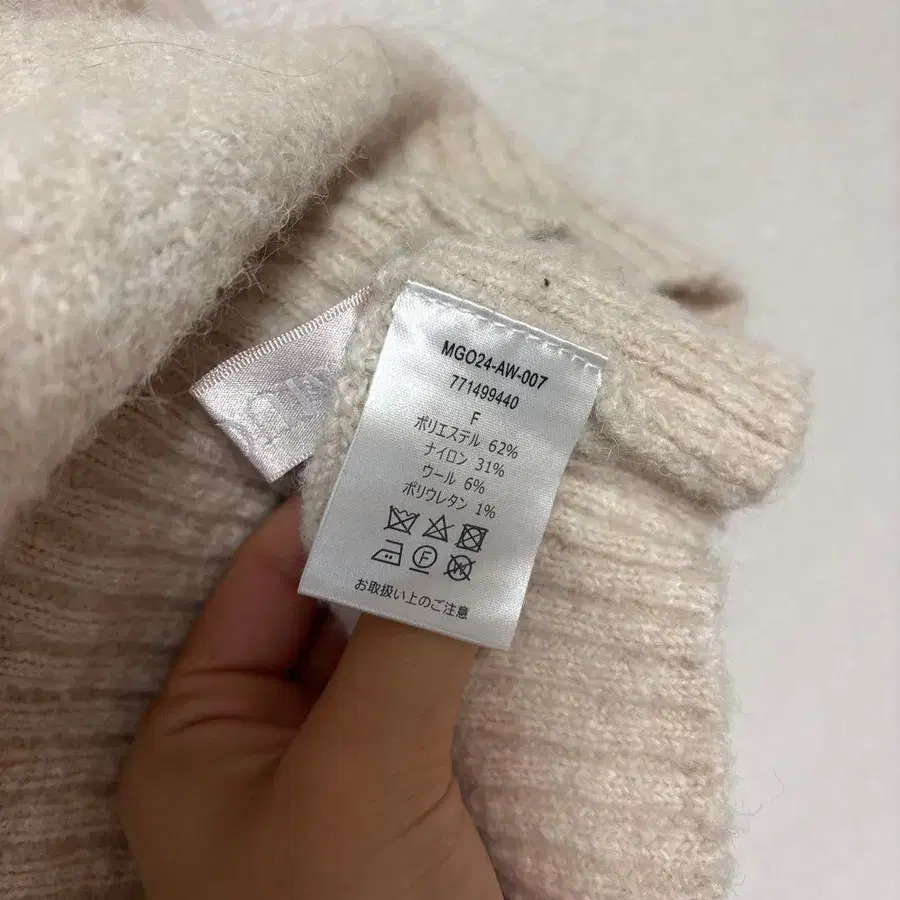 MGO24-AW-007
771499440
F
ポリエステル 62%
ナイロン 31%
ウール 6%
ポリウレタン 1%
F
W
お取扱い上のご注意